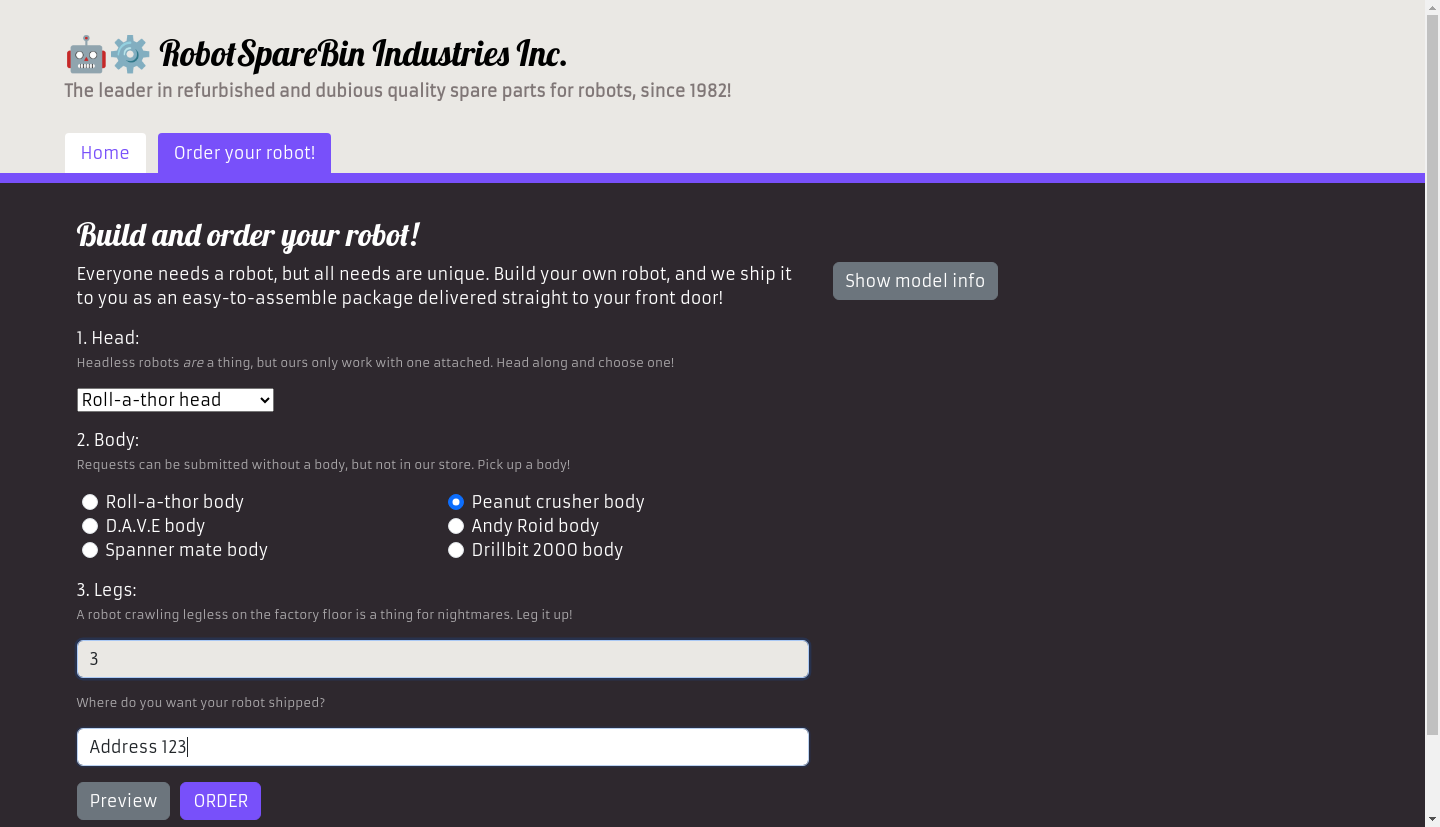 RobotSpareBin Industries Inc.
The leader in refurbished and dubious quality spare parts for robots, since 1982!
Home Order your robot!
Build and order your robot!
Everyone needs a robot, but all needs are unique. Build your own robot, and we ship it
to you as an easy-to-assemble package delivered straight to your front door!
Show model info
1. Head:
Headless robots are a thing, but ours only work with one attached. Head along and choose one!
Roll-a-thor head
2. Body:
Requests can be submitted without a body, but not in our store. Pick up a body!
Roll-a-thor body Peanut crusher body
D.A.V.E body Andy Roid body
Spanner mate body Drillbit 2000 body
3. Legs:
A robot crawling legless on the factory floor is a thing for nightmares. Leg it up!
3
Where do you want your robot shipped?
Address 123
Preview ORDER